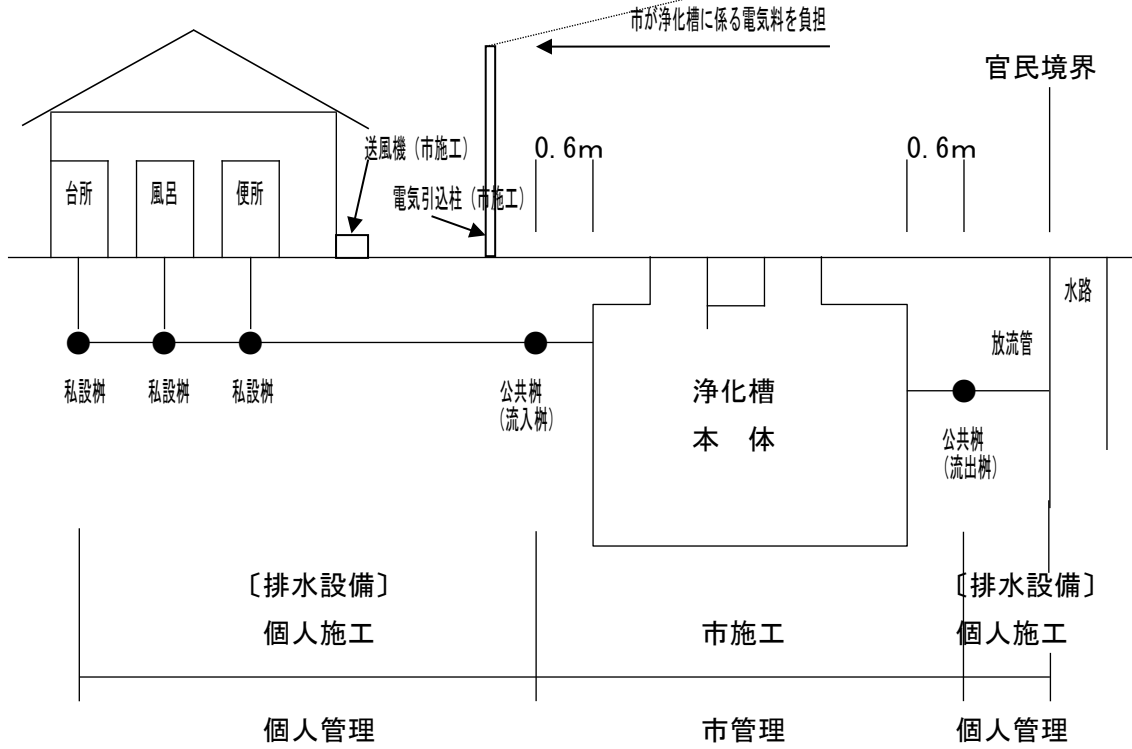 市が浄化槽に係る電気料を負担
官民境界
送風機（市施工）
0.6m
0.6m
台所
風呂
便所
電気引込柱（市施工）
水路
放流管
私設桝
私設桝
私設桝
公共桝
(流入桝)
浄化槽
本　体
公共桝
(流出桝)
〔排水設備〕
個人施工
市施工
〔排水設備〕
個人施工
個人管理
市管理
個人管理